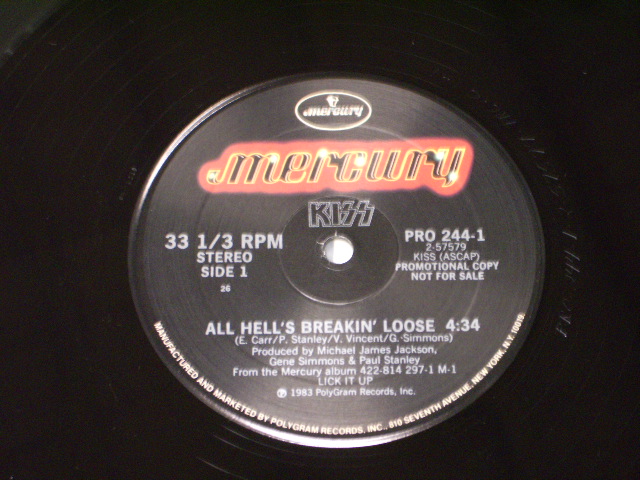 mercury
mercury
KISS
33 1/3 RPM
STEREO
SIDE 1
26
PRO 244-1
2-57579
KISS (ASCAP)
PROMOTIONAL COPY
NOT FOR SALE
ALL HELL'S BREAKIN' LOOSE 4:34
(E. Carr/P. Stanley/V. Vincent/G. Simmons)
Produced by Michael James Jackson,
Gene Simmons & Paul Stanley
From the Mercury album 422-814 297-1 M-1
LICK IT UP
℗ 1983 PolyGram Records, Inc.
MANUFACTURED AND MARKETED BY POLYGRAM RECORDS, INC., 810 SEVENTH AVENUE, NEW YORK, N.Y. 10019